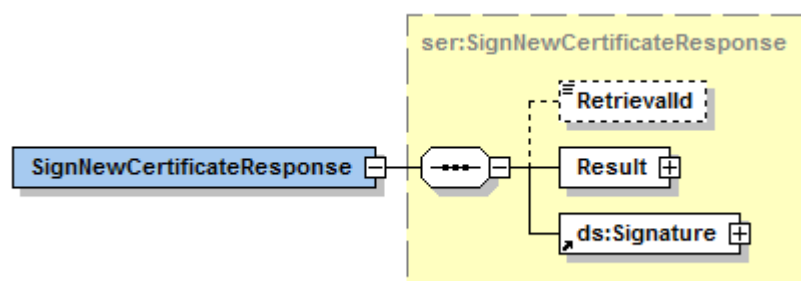 ser:SignNewCertificateResponse
RetrievalId
SignNewCertificateResponse
Result
ds:Signature